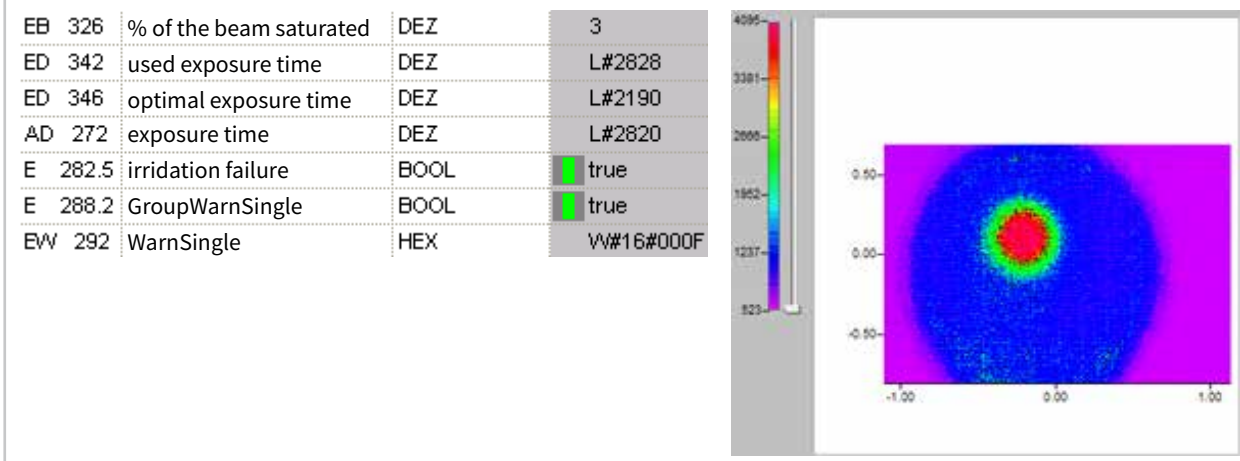 EB 326 % of the beam saturated DEZ 3
ED 342 used exposure time DEZ L#2828
ED 346 optimal exposure time DEZ L#2190
AD 272 exposure time DEZ L#2820
E 282.5 irridation failure BOOL true
E 288.2 GroupWarnSingle BOOL true
EW 292 WarnSingle HEX W#16#000F
4095
3381
1952
1237
523
0.50
0.00
-0.50
-1.00 0.00 1.00